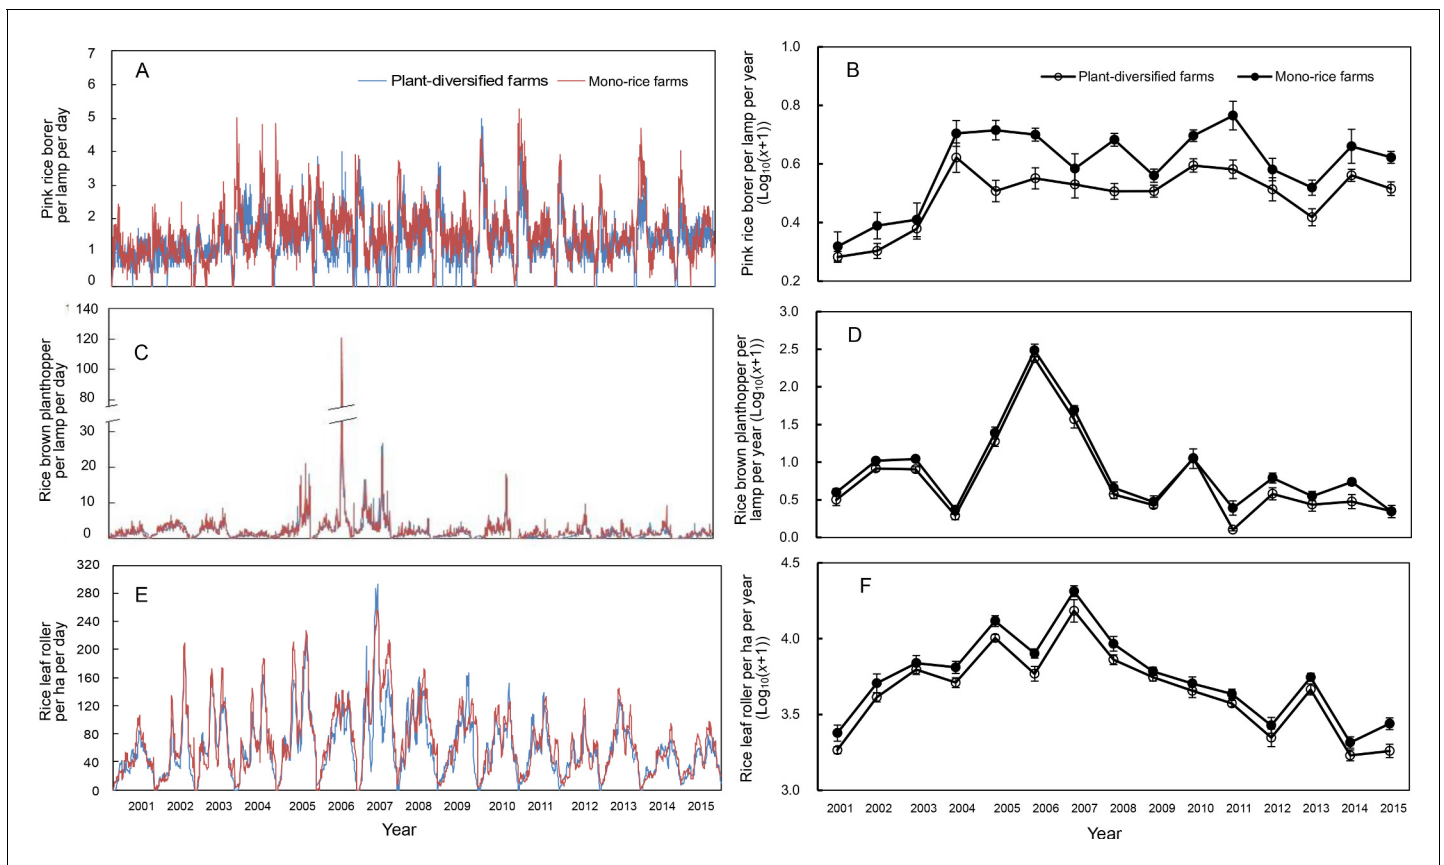 A
Plant-diversified farms
Mono-rice farms
Pink rice borer
per lamp per day
7
6
5
4
3
2
1
0
B
Plant-diversified farms
Mono-rice farms
Pink rice borer per lamp per year
(Log₁₀(x+1))
1.0
0.8
0.6
0.4
0.2
C
Rice brown planthopper
per lamp per day
140
120
100
80
30
20
10
0
D
Rice brown planthopper per
lamp per year (Log₁₀(x+1))
3.0
2.5
2.0
1.5
1.0
0.5
0.0
E
Rice leaf roller
per ha per day
320
280
240
200
160
120
80
40
0
2001 2002 2003 2004 2005 2006 2007 2008 2009 2010 2011 2012 2013 2014 2015
Year
F
Rice leaf roller per ha per year
(Log₁₀(x+1))
4.5
4.0
3.5
3.0
2001 2002 2003 2004 2005 2006 2007 2008 2009 2010 2011 2012 2013 2014 2015
Year